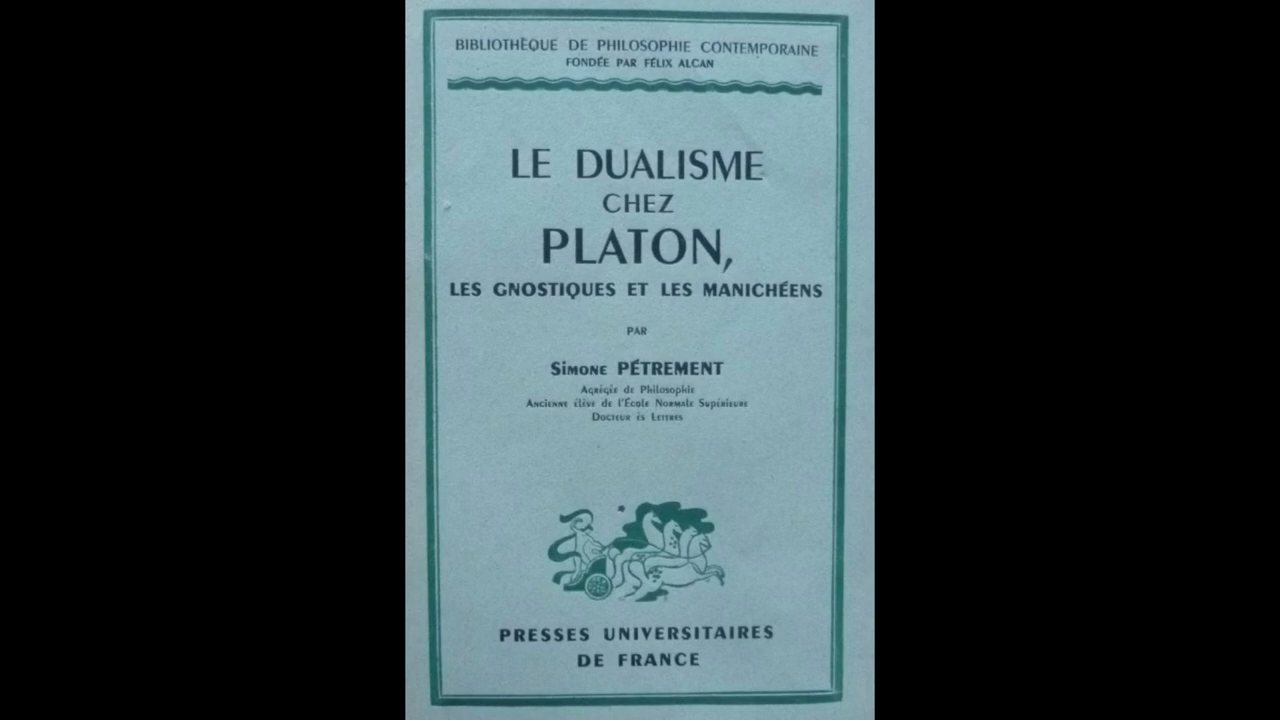 BIBLIOTHÈQUE DE PHILOSOPHIE CONTEMPORAINE
FONDÉE PAR FÉLIX ALCAN
LE DUALISME
CHEZ
PLATON,
LES GNOSTIQUES ET LES MANICHÉENS
PAR
Simone PÉTREMENT
Agrégée de Philosophie
Ancienne élève de l'École Normale Supérieure
Docteur ès Lettres
PRESSES UNIVERSITAIRES
DE FRANCE